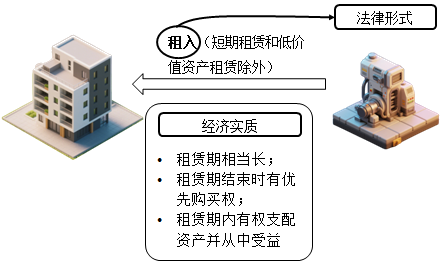 法律形式
租入（短期租赁和低价
值资产租赁除外）
经济实质
• 租赁期相当长；
• 租赁期结束时有优
先购买权；
• 租赁期内有权支配
资产并从中受益